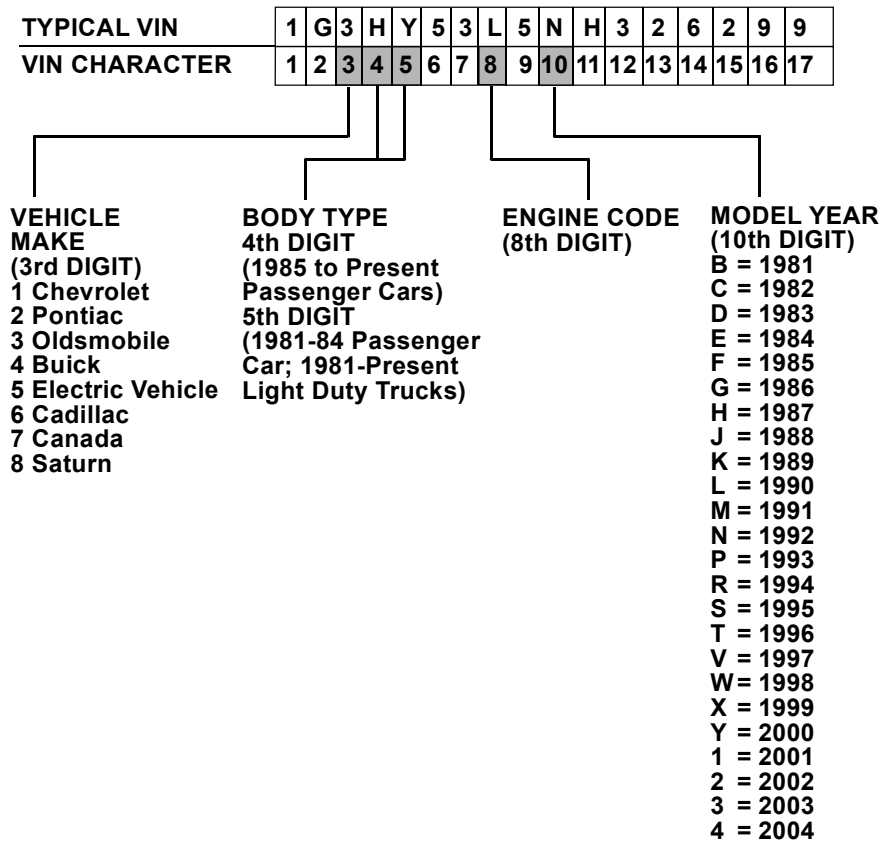 TYPICAL VIN 1 G 3 H Y 5 3 L 5 N H 3 2 6 2 9 9
VIN CHARACTER 1 2 3 4 5 6 7 8 9 10 11 12 13 14 15 16 17
VEHICLE
MAKE
(3rd DIGIT)
1 Chevrolet
2 Pontiac
3 Oldsmobile
4 Buick
5 Electric Vehicle
6 Cadillac
7 Canada
8 Saturn
BODY TYPE
4th DIGIT
(1985 to Present
Passenger Cars)
5th DIGIT
(1981-84 Passenger
Car; 1981-Present
Light Duty Trucks)
ENGINE CODE
(8th DIGIT)
MODEL YEAR
(10th DIGIT)
B = 1981
C = 1982
D = 1983
E = 1984
F = 1985
G = 1986
H = 1987
J = 1988
K = 1989
L = 1990
M = 1991
N = 1992
P = 1993
R = 1994
S = 1995
T = 1996
V = 1997
W = 1998
X = 1999
Y = 2000
1 = 2001
2 = 2002
3 = 2003
4 = 2004